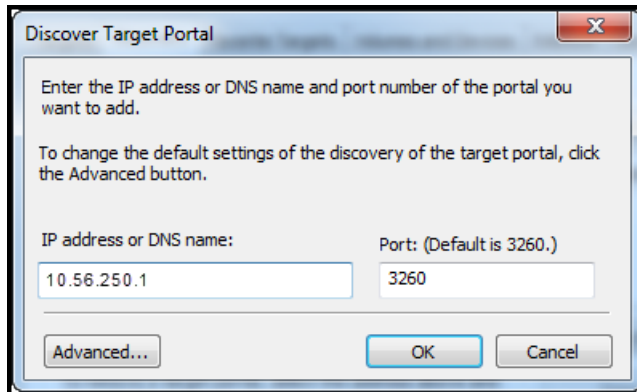 Discover Target Portal
Enter the IP address or DNS name and port number of the portal you
want to add.
To change the default settings of the discovery of the target portal, click
the Advanced button.
IP address or DNS name:
Port: (Default is 3260.)
10.56.250.1
3260
Advanced...
OK
Cancel